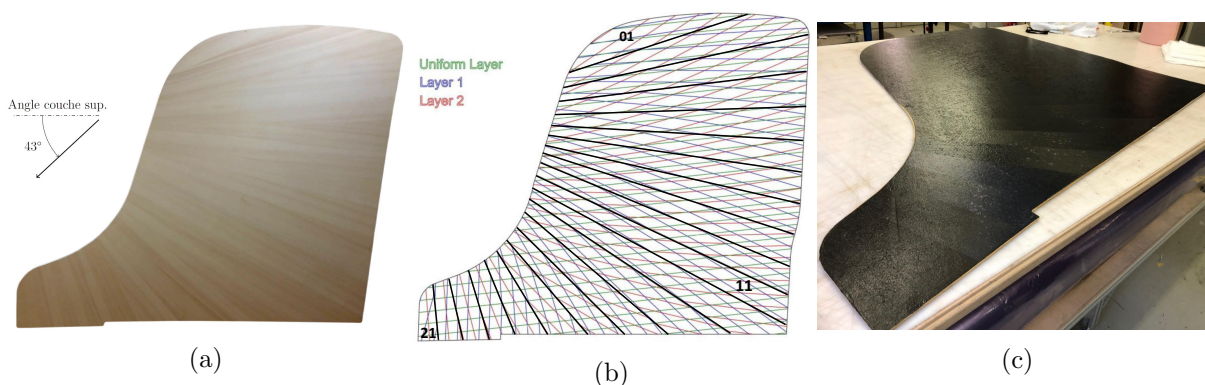 Angle couche sup.
43°
Uniform Layer
Layer 1
Layer 2
01
11
21
(a)
(b)
(c)